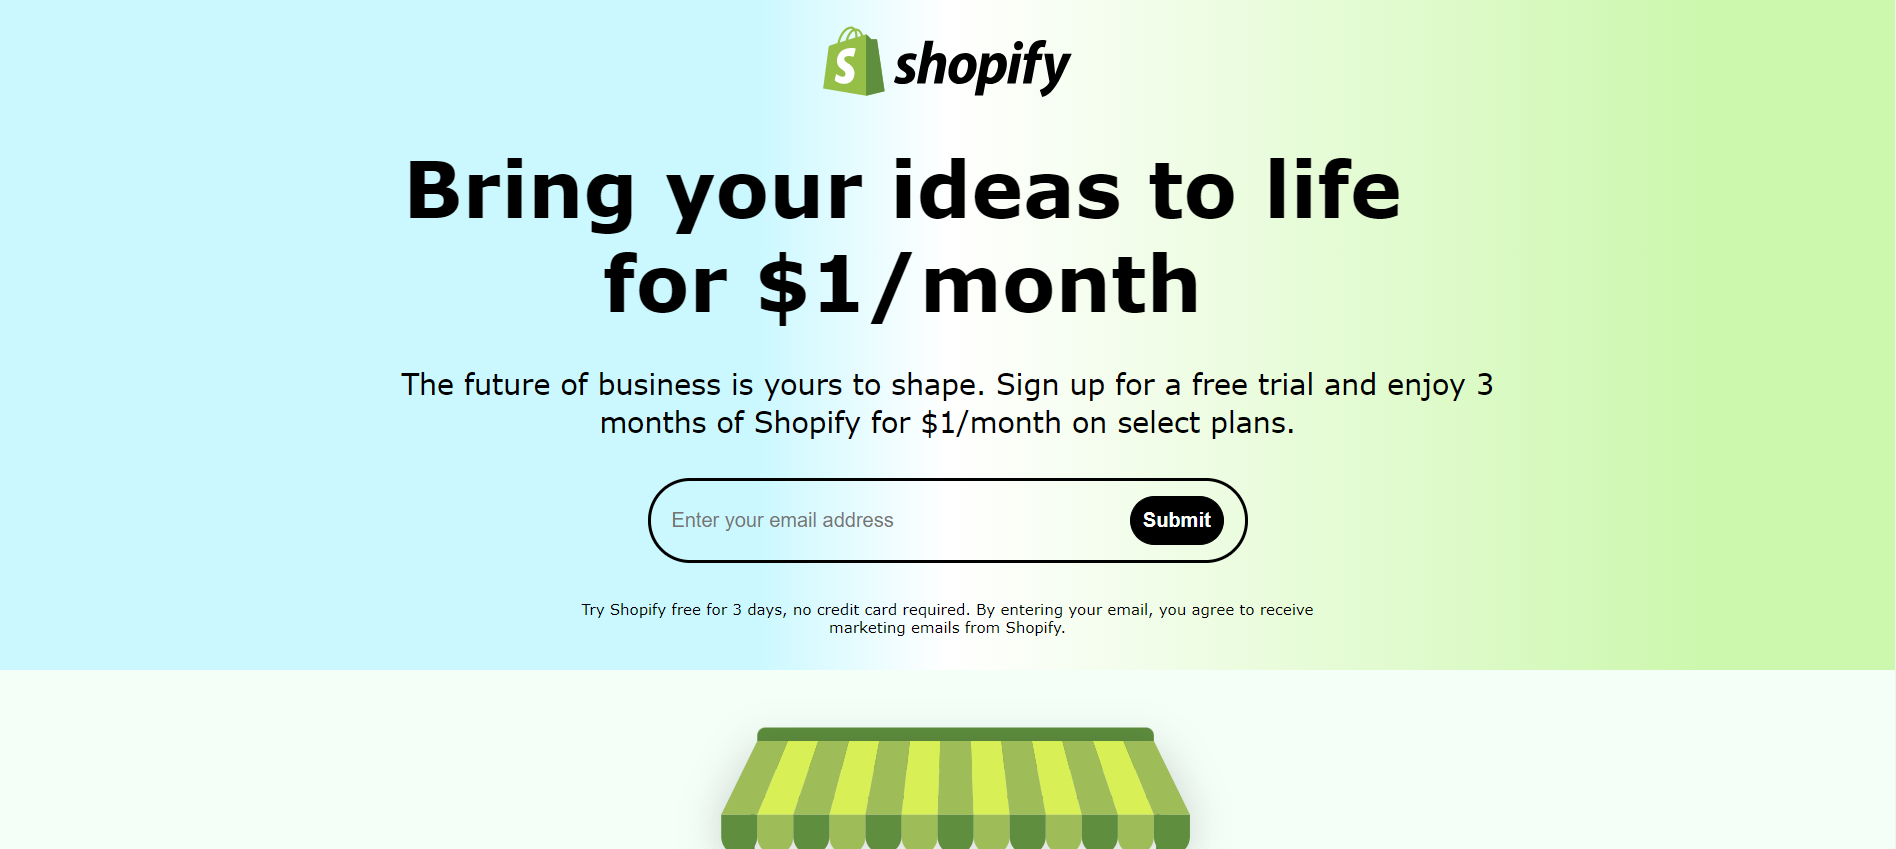 shopify
Bring your ideas to life
for $1/month
The future of business is yours to shape. Sign up for a free trial and enjoy 3
months of Shopify for $1/month on select plans.
Enter your email address
Submit
Try Shopify free for 3 days, no credit card required. By entering your email, you agree to receive
marketing emails from Shopify.